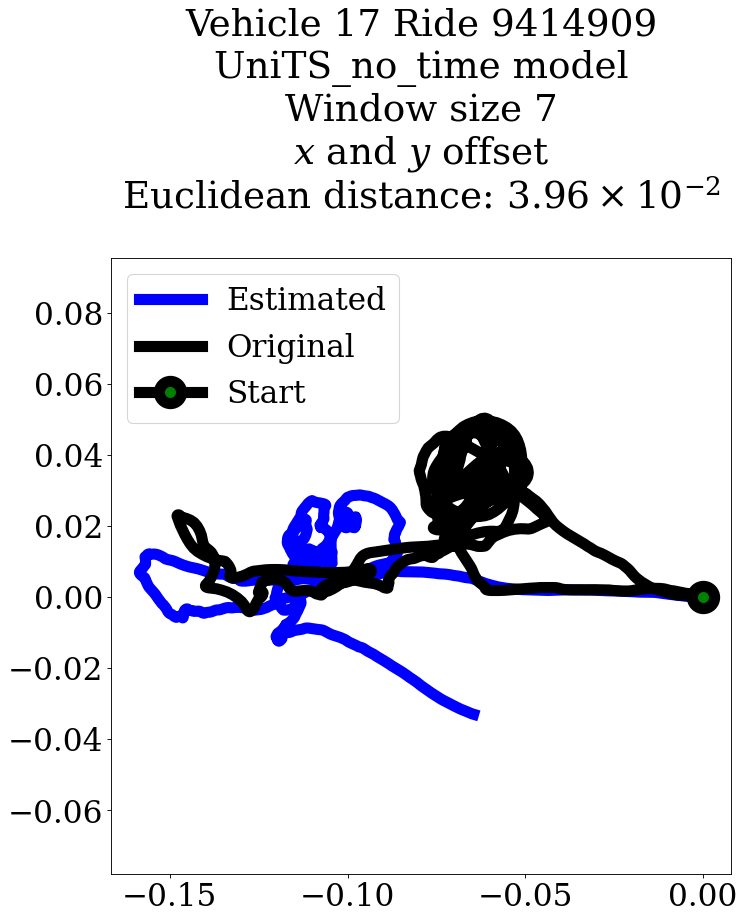 Vehicle 17 Ride 9414909
UniTS_no_time model
Window size 7
x and y offset
Euclidean distance: 3.96 × 10⁻²
Estimated
Original
Start
0.08
0.06
0.04
0.02
0.00
−0.02
−0.04
−0.06
−0.15 −0.10 −0.05 0.00